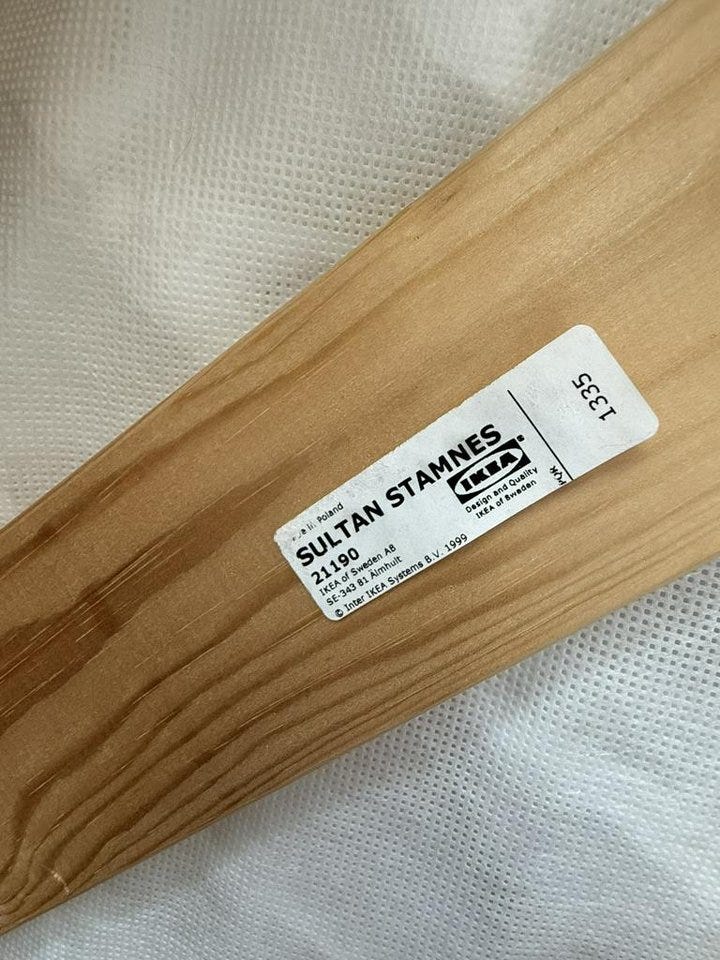 in Poland
SULTAN STAMNES
21190
IKEA of Sweden AB
SE-343 81 Älmhult
© Inter IKEA Systems B.V. 1999
IKEA®
Design and Quality
IKEA of Sweden
1335